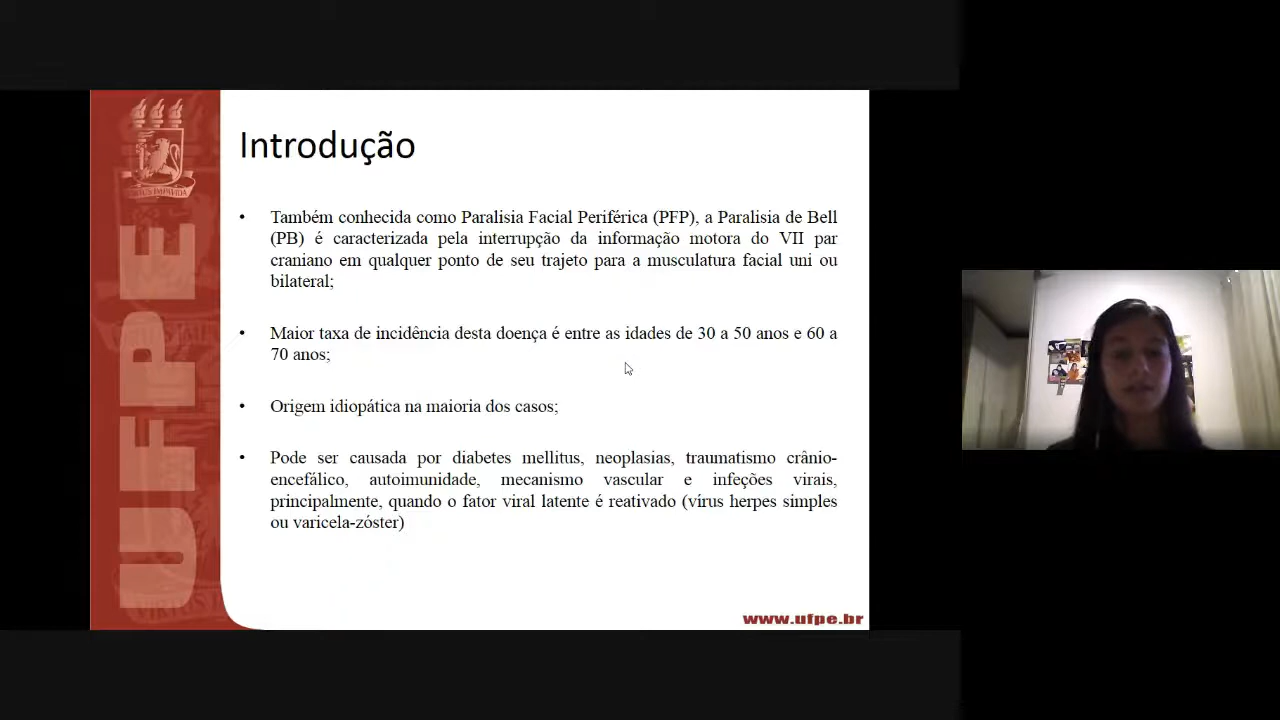 Introdução
• Também conhecida como Paralisia Facial Periférica (PFP), a Paralisia de Bell
(PB) é caracterizada pela interrupção da informação motora do VII par
craniano em qualquer ponto de seu trajeto para a musculatura facial uni ou
bilateral;
• Maior taxa de incidência desta doença é entre as idades de 30 a 50 anos e 60 a
70 anos;
• Origem idiopática na maioria dos casos;
• Pode ser causada por diabetes mellitus, neoplasias, traumatismo crânio-
encefálico, autoimunidade, mecanismo vascular e infeções virais,
principalmente, quando o fator viral latente é reativado (vírus herpes simples
ou varicela-zóster)
UFPE
www.ufpe.br